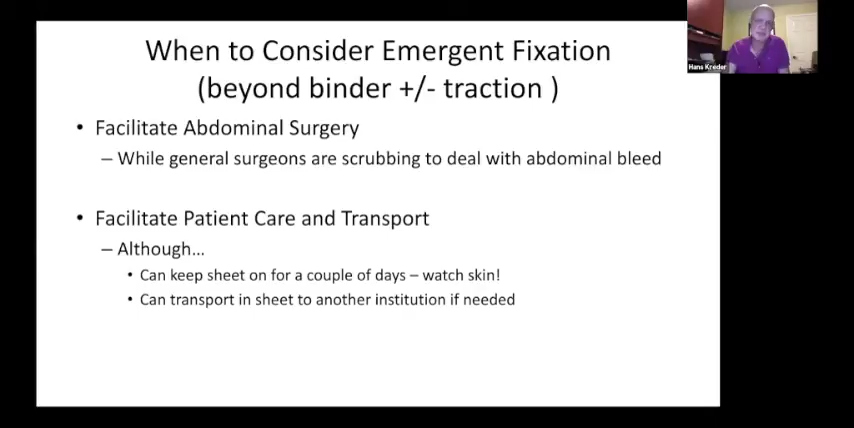 When to Consider Emergent Fixation
(beyond binder +/- traction )
• Facilitate Abdominal Surgery
– While general surgeons are scrubbing to deal with abdominal bleed
• Facilitate Patient Care and Transport
– Although…
• Can keep sheet on for a couple of days – watch skin!
• Can transport in sheet to another institution if needed
Hans Kreder